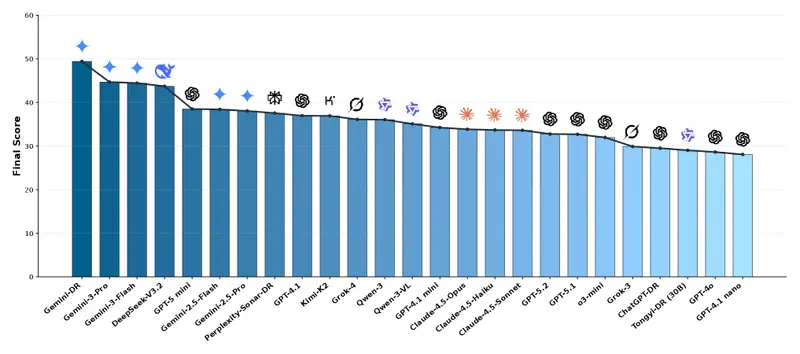 Final Score
60
50
40
30
20
10
0
Gemini-DR
Gemini-3-Pro
Gemini-3-Flash
DeepSeek-V3.2
GPT-5 mini
Gemini-2.5-Flash
Gemini-2.5-Pro
Perplexity-Sonar-DR
GPT-4.1
Kimi-K2
Grok-4
Qwen-3
Qwen-3-VL
GPT-4.1 mini
Claude-4.5-Opus
Claude-4.5-Haiku
Claude-4.5-Sonnet
GPT-5.2
GPT-5.1
o3-mini
Grok-3
ChatGPT-DR
Tongyi-DR (30B)
GPT-4o
GPT-4.1 nano